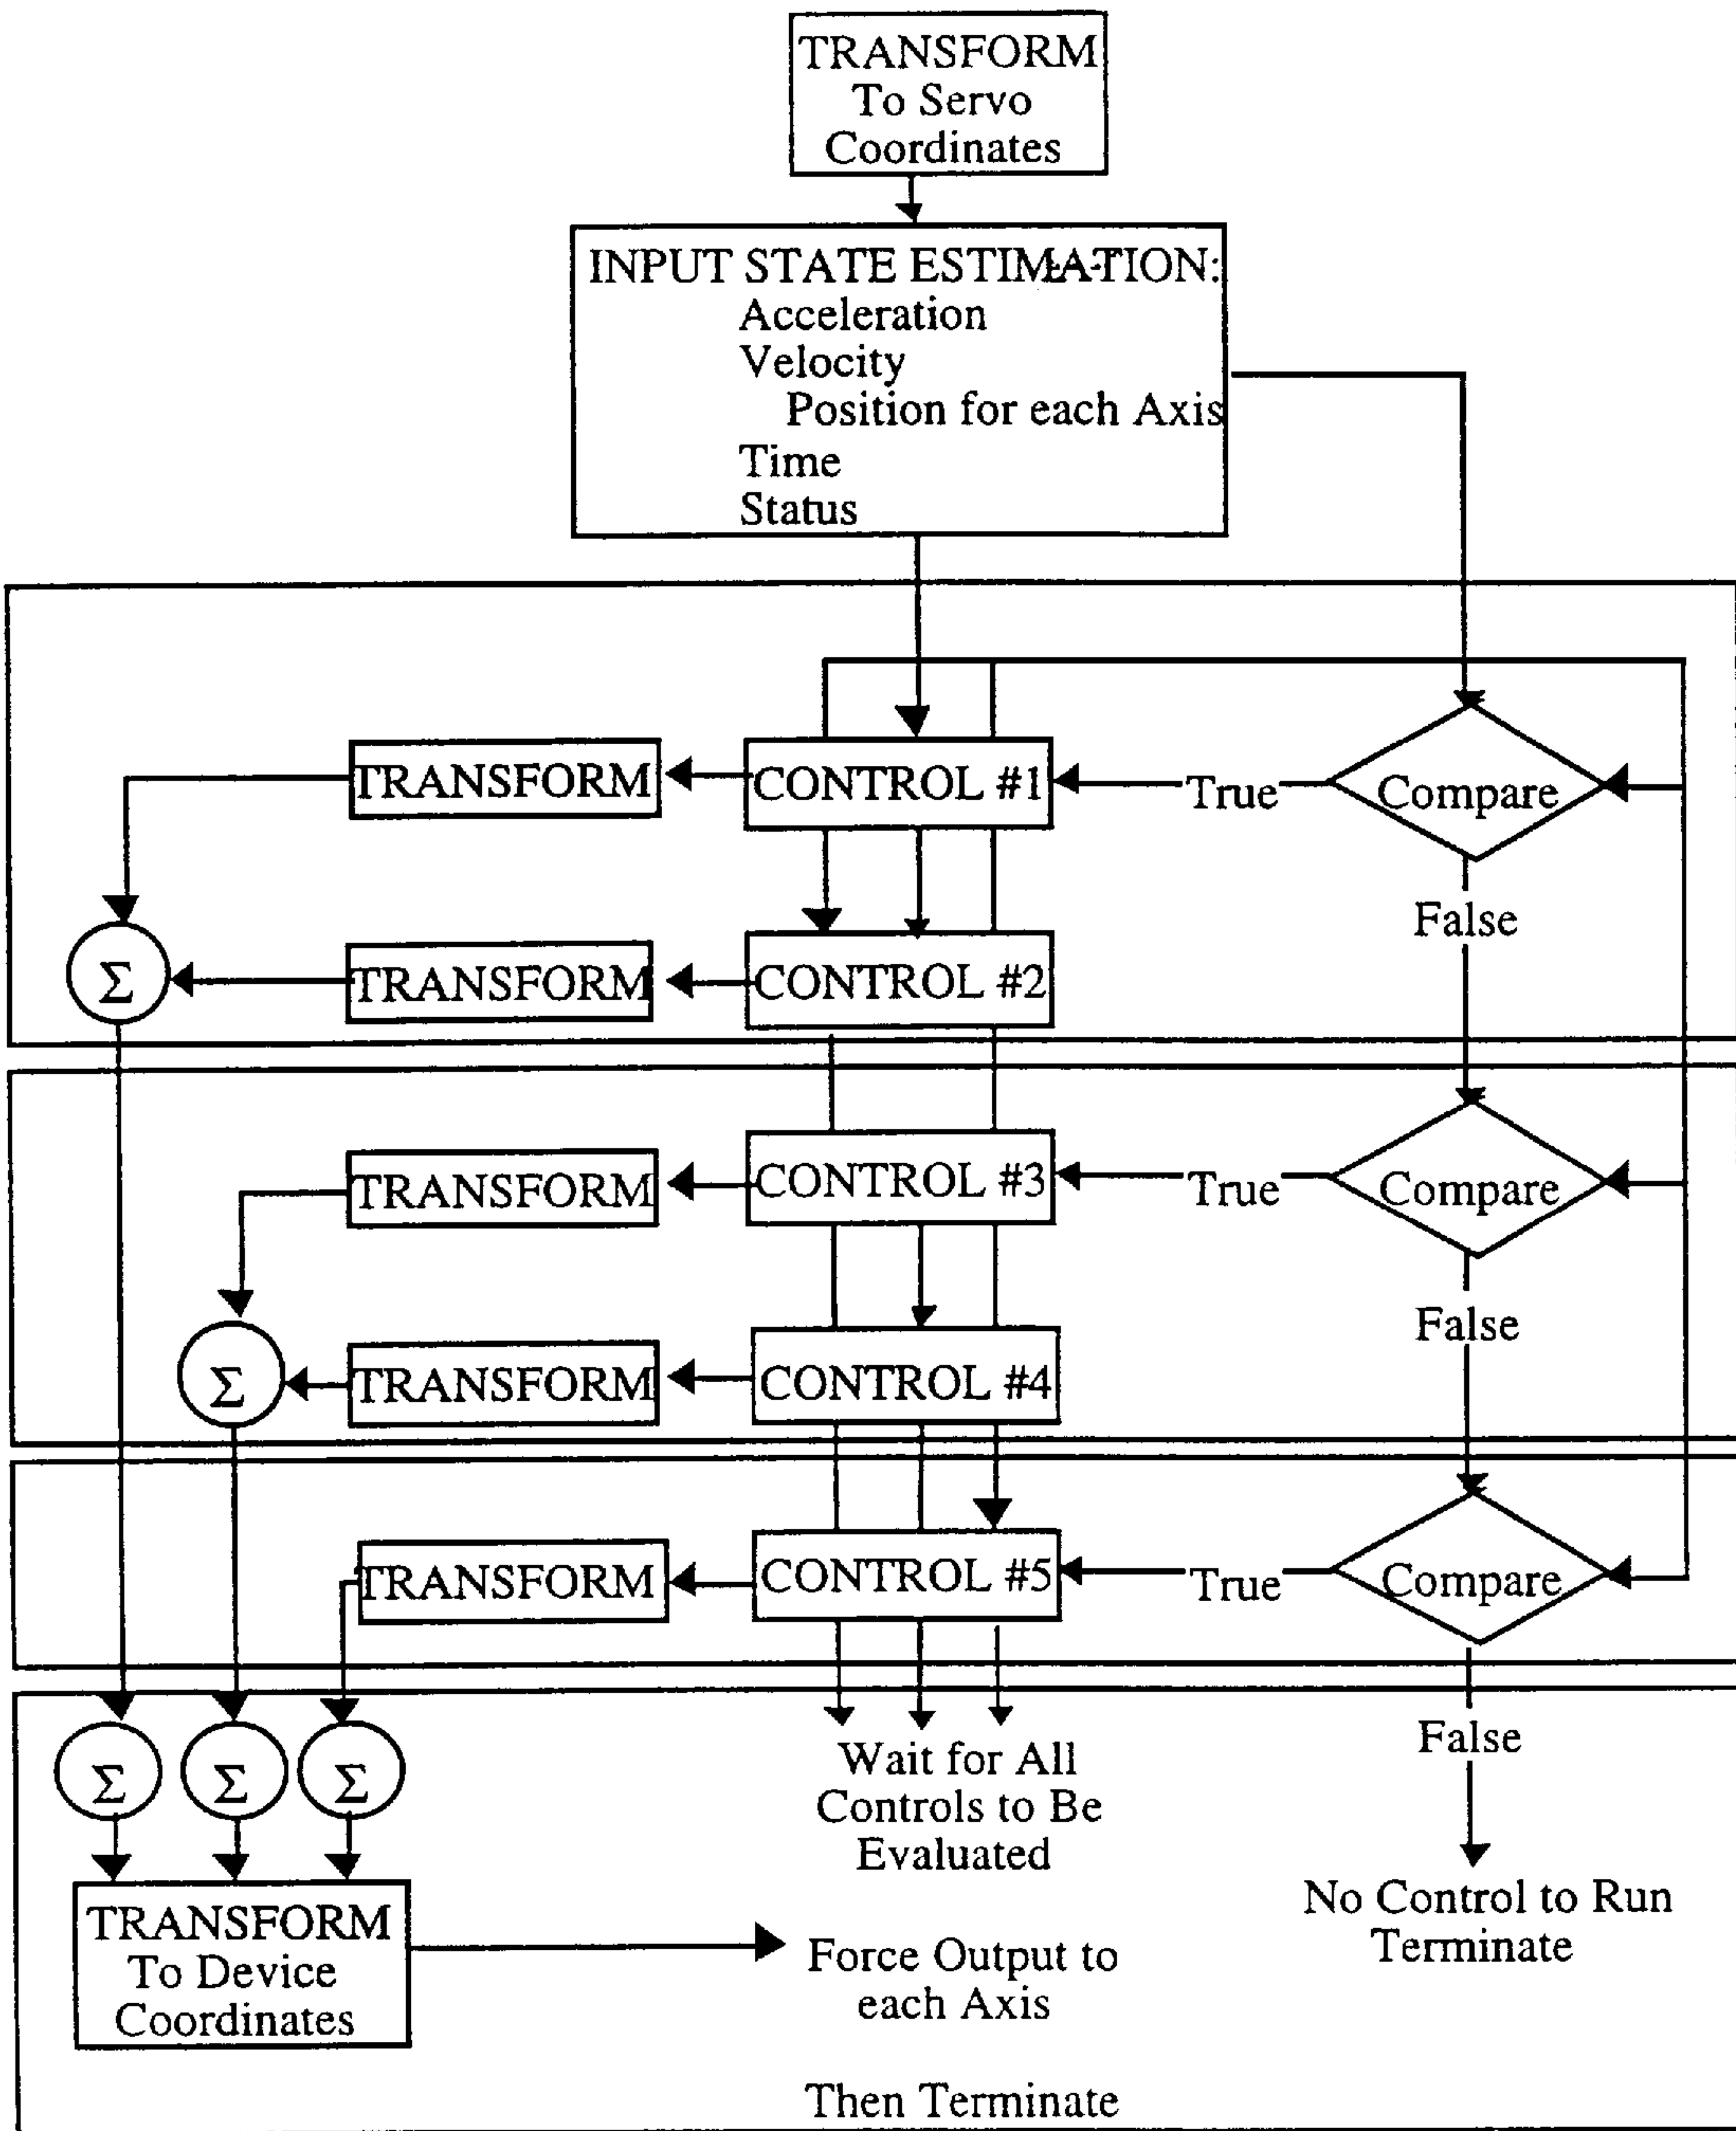 TRANSFORM
To Servo
Coordinates
INPUT STATE ESTIMATION:
Acceleration
Velocity
Position for each Axis
Time
Status
TRANSFORM
CONTROL #1
True
Compare
False
Σ
TRANSFORM
CONTROL #2
TRANSFORM
CONTROL #3
True
Compare
False
Σ
TRANSFORM
CONTROL #4
TRANSFORM
CONTROL #5
True
Compare
False
Σ
Σ
Σ
Wait for All
Controls to Be
Evaluated
No Control to Run
Terminate
TRANSFORM
To Device
Coordinates
Force Output to
each Axis
Then Terminate